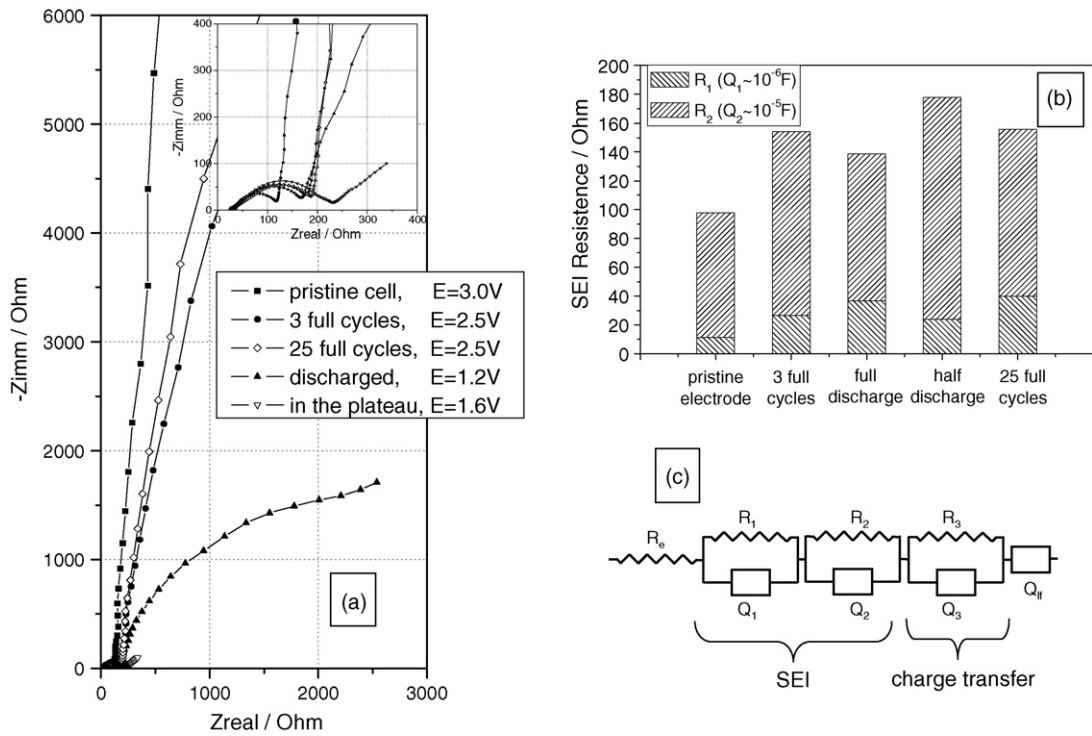 6000
5000
4000
3000
2000
1000
0
0
1000
2000
3000
-Zimm / Ohm
Zreal / Ohm
400
300
200
100
0
0
100
200
300
400
-Zimm / Ohm
Zreal / Ohm
pristine cell, E=3.0V
3 full cycles, E=2.5V
25 full cycles, E=2.5V
discharged, E=1.2V
in the plateau, E=1.6V
(a)
200
180
160
140
120
100
80
60
40
20
0
SEI Resistence / Ohm
R₁ (Q₁~10⁻⁶F)
R₂ (Q₂~10⁻⁵F)
(b)
pristine electrode
3 full cycles
full discharge
half discharge
25 full cycles
(c)
Rₑ
R₁
R₂
R₃
Q₁
Q₂
Q₃
Qlf
SEI
charge transfer